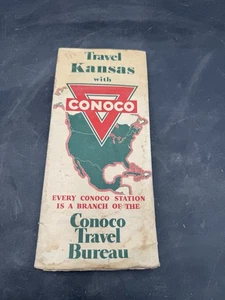 Travel
Kansas
with
CONOCO
EVERY CONOCO STATION
IS A BRANCH OF THE
Conoco
Travel
Bureau